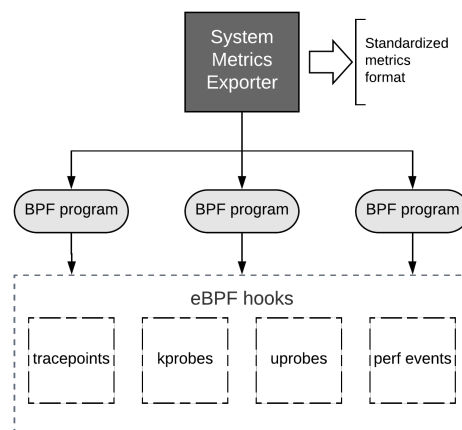 System
Metrics
Exporter
Standardized
metrics
format
BPF program
BPF program
BPF program
eBPF hooks
tracepoints
kprobes
uprobes
perf events